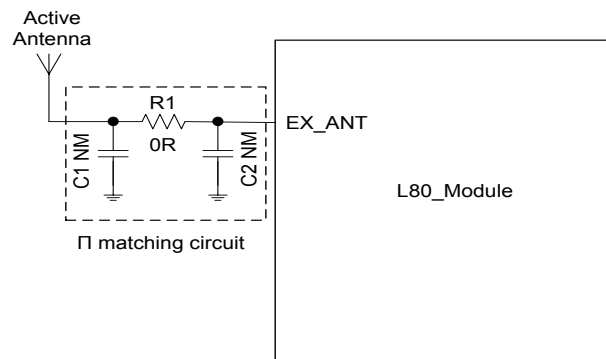 Active
Antenna
R1
0R
C1 NM
C2 NM
EX_ANT
L80_Module
Π matching circuit